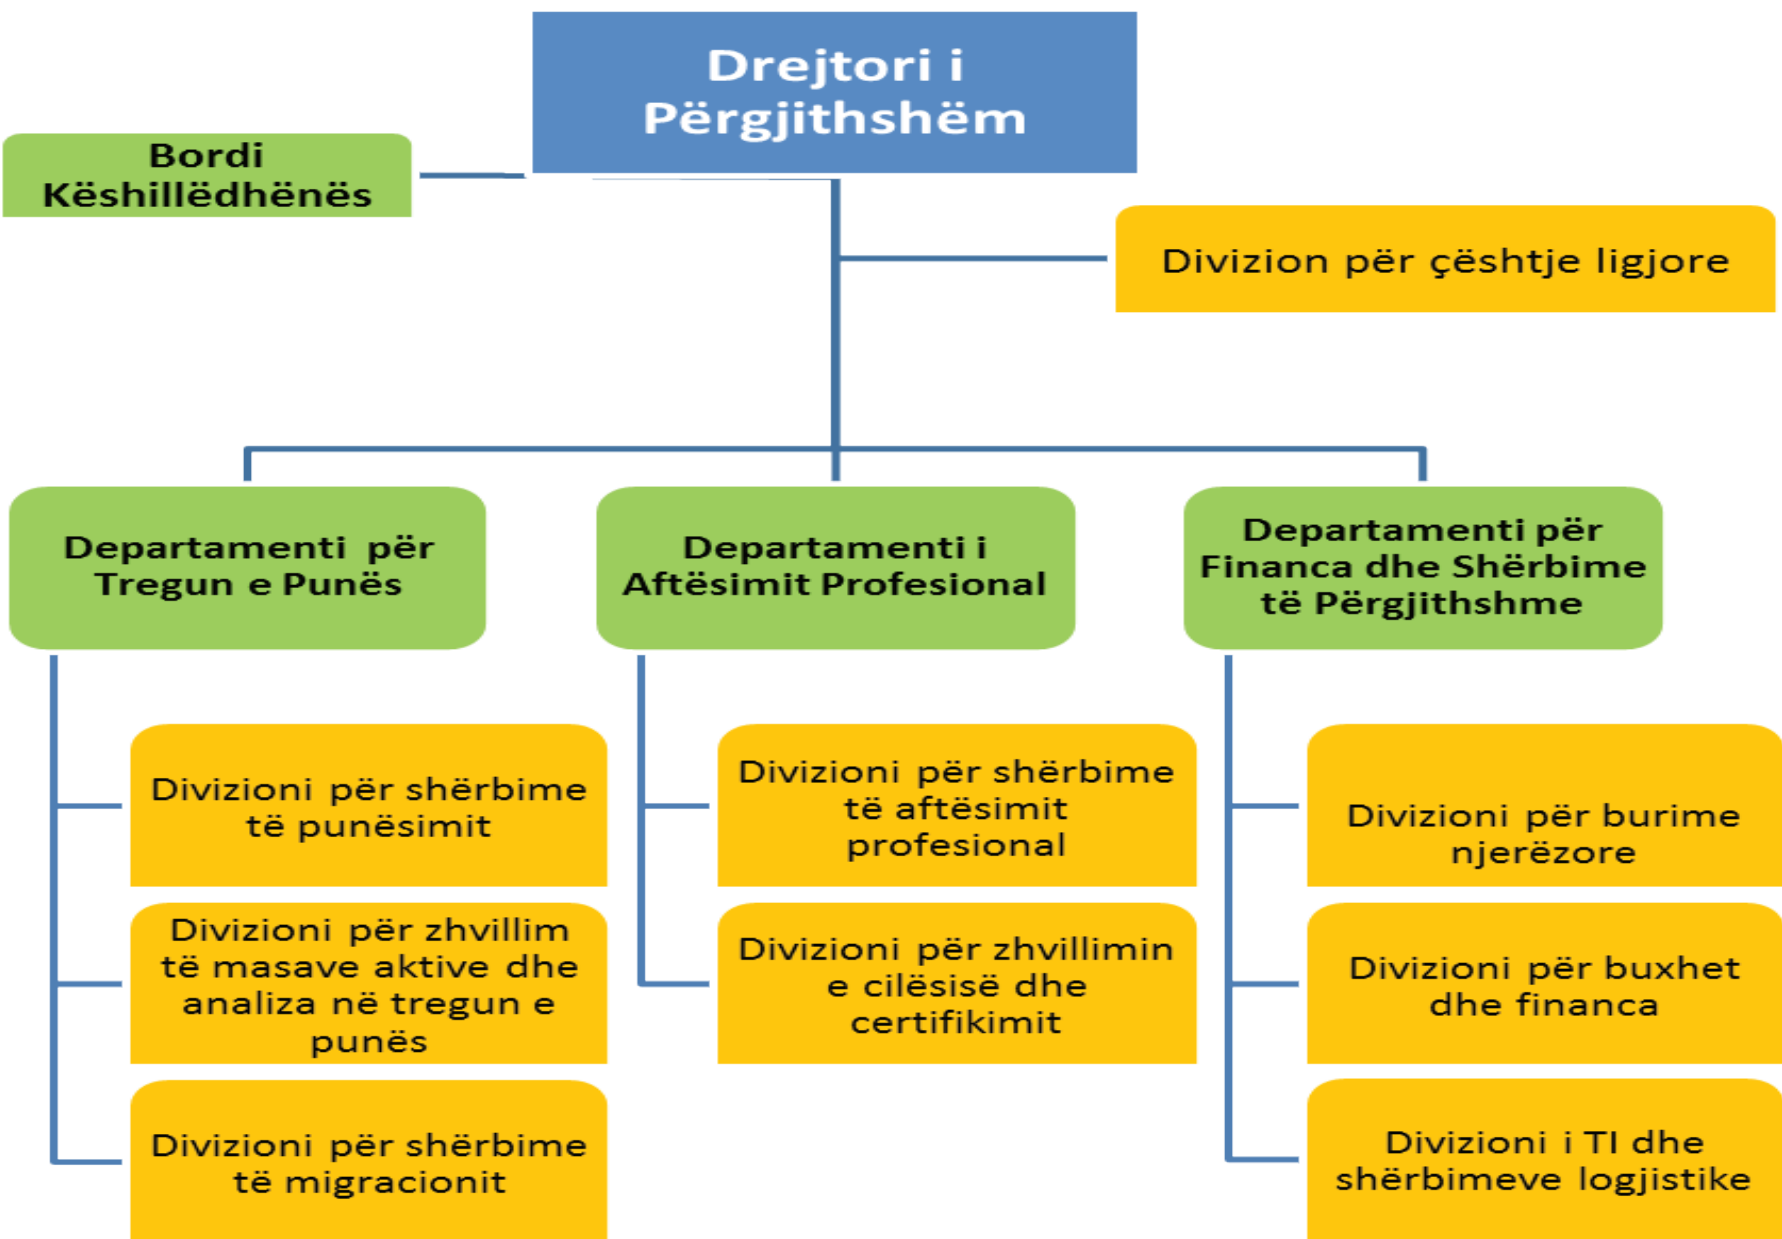 Drejtori i
Përgjithshëm
Bordi
Këshillëdhënës
Divizion për çështje ligjore
Departamenti për
Tregun e Punës
Departamenti i
Aftësimit Profesional
Departamenti për
Financa dhe Shërbime
të Përgjithshme
Divizioni për shërbime
të punësimit
Divizioni për zhvillim
të masave aktive dhe
analiza në tregun e
punës
Divizioni për shërbime
të migracionit
Divizioni për shërbime
të aftësimit
profesional
Divizioni për zhvillimin
e cilësisë dhe
certifikimit
Divizioni për burime
njerëzore
Divizioni për buxhet
dhe financa
Divizioni i TI dhe
shërbimeve logjistike